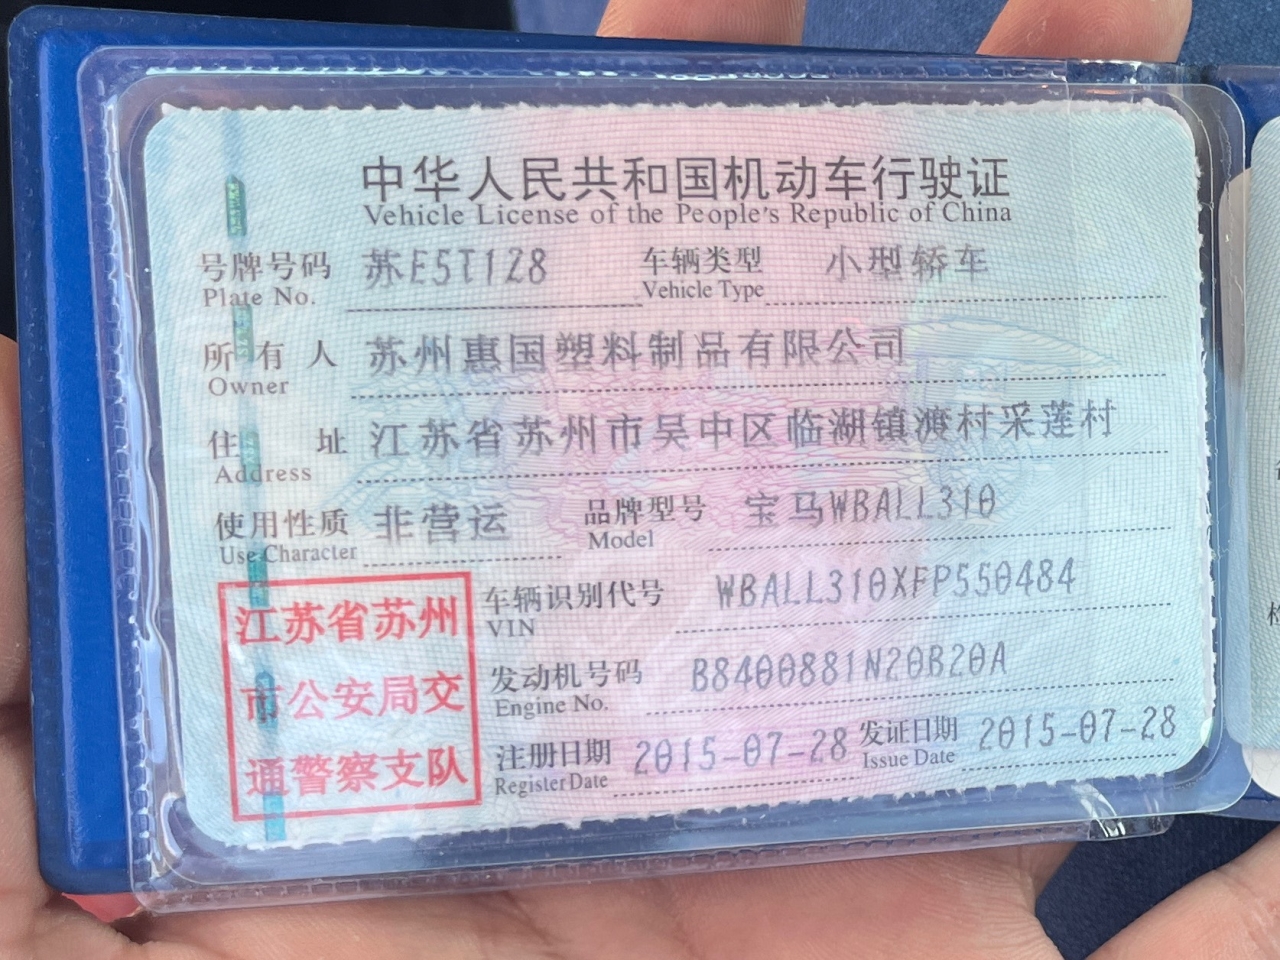 中华人民共和国机动车行驶证
Vehicle License of the People's Republic of China
号牌号码 苏E5T128 车辆类型 小型轿车
Plate No. Vehicle Type
所有人 苏州惠国塑料制品有限公司
Owner
住址 江苏省苏州市吴中区临湖镇渡村采莲村
Address
使用性质 非营运 品牌型号 宝马WBALL310
Use Character Model
车辆识别代号 WBALL310XFP550484
VIN
发动机号码 B8400881N20B20A
Engine No.
注册日期 2015-07-28 发证日期 2015-07-28
Register Date Issue Date
江苏省苏州
市公安局交
通警察支队